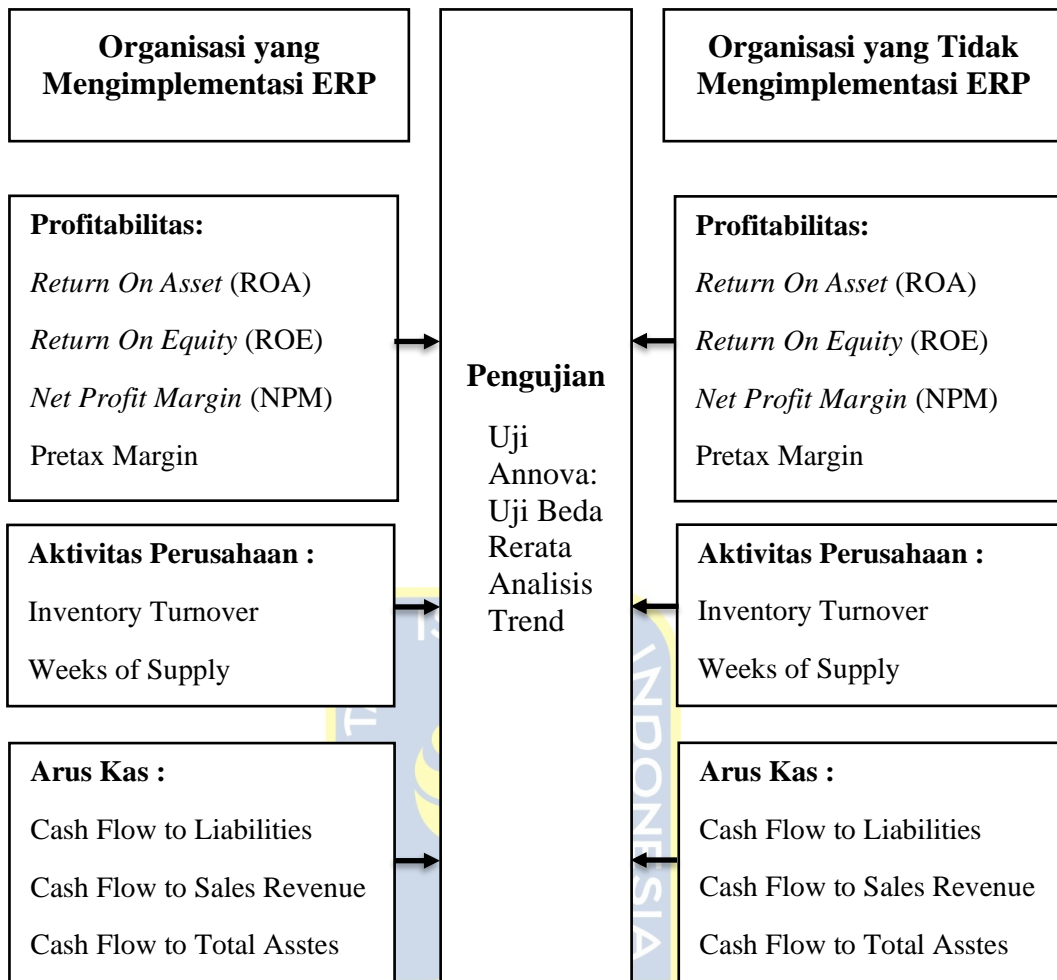 Organisasi yang
Mengimplementasi ERP
Profitabilitas:
Return On Asset (ROA)
Return On Equity (ROE)
Net Profit Margin (NPM)
Pretax Margin
Aktivitas Perusahaan :
Inventory Turnover
Weeks of Supply
Arus Kas :
Cash Flow to Liabilities
Cash Flow to Sales Revenue
Cash Flow to Total Asstes
Pengujian
Uji
Annova:
Uji Beda
Rerata
Analisis
Trend
Organisasi yang Tidak
Mengimplementasi ERP
Profitabilitas:
Return On Asset (ROA)
Return On Equity (ROE)
Net Profit Margin (NPM)
Pretax Margin
Aktivitas Perusahaan :
Inventory Turnover
Weeks of Supply
Arus Kas :
Cash Flow to Liabilities
Cash Flow to Sales Revenue
Cash Flow to Total Asstes
INDONESIA